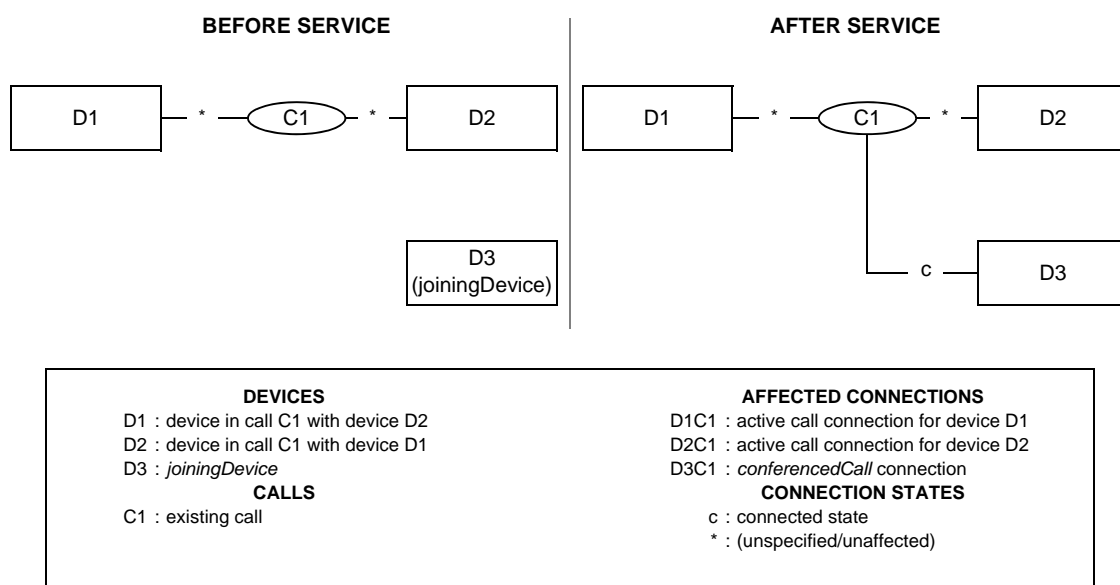 BEFORE SERVICE
AFTER SERVICE
D1 * C1 * D2
D1 * C1 * D2
D3
(joiningDevice)
c D3
DEVICES
D1 : device in call C1 with device D2
D2 : device in call C1 with device D1
D3 : joiningDevice
CALLS
C1 : existing call
AFFECTED CONNECTIONS
D1C1 : active call connection for device D1
D2C1 : active call connection for device D2
D3C1 : conferencedCall connection
CONNECTION STATES
c : connected state
* : (unspecified/unaffected)